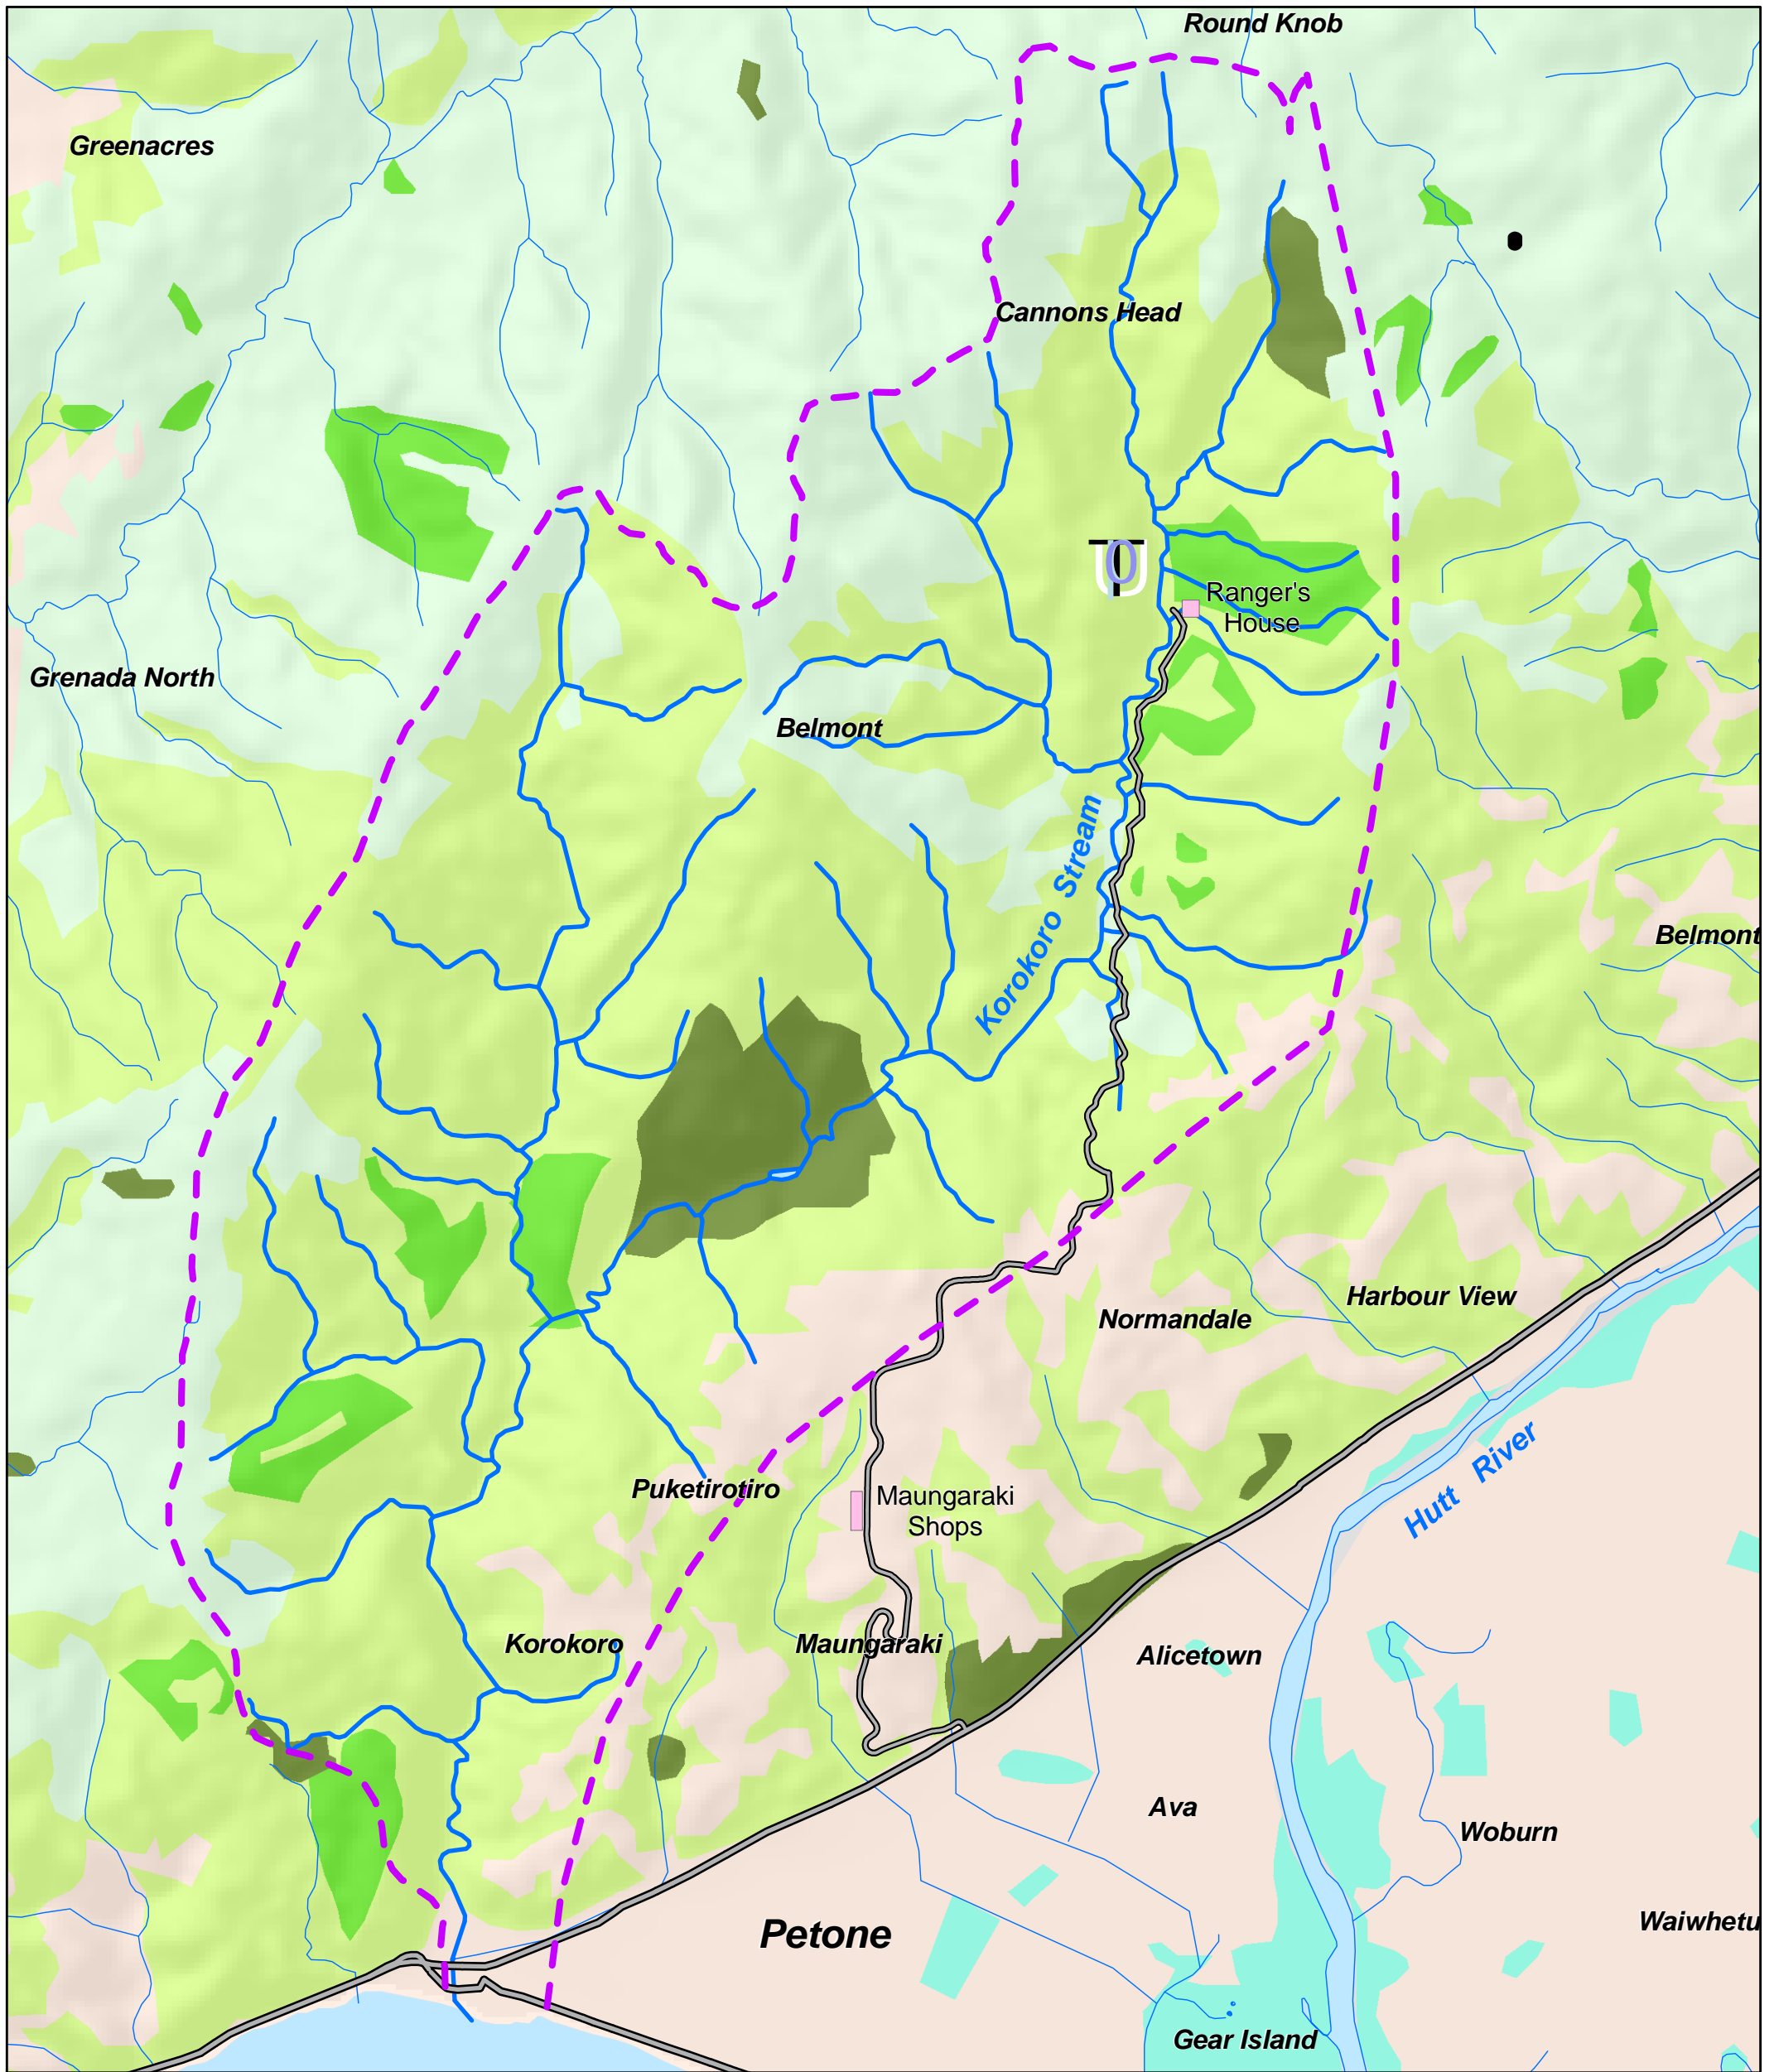 Round Knob
Greenacres
Cannons Head
Ranger's
House
Grenada North
Belmont
Korokoro Stream
Belmont
Harbour View
Normandale
Hutt River
Puketirotiro
Maungaraki
Shops
Korokoro
Maungaraki
Alicetown
Ava
Woburn
Waiwhetu
Petone
Gear Island